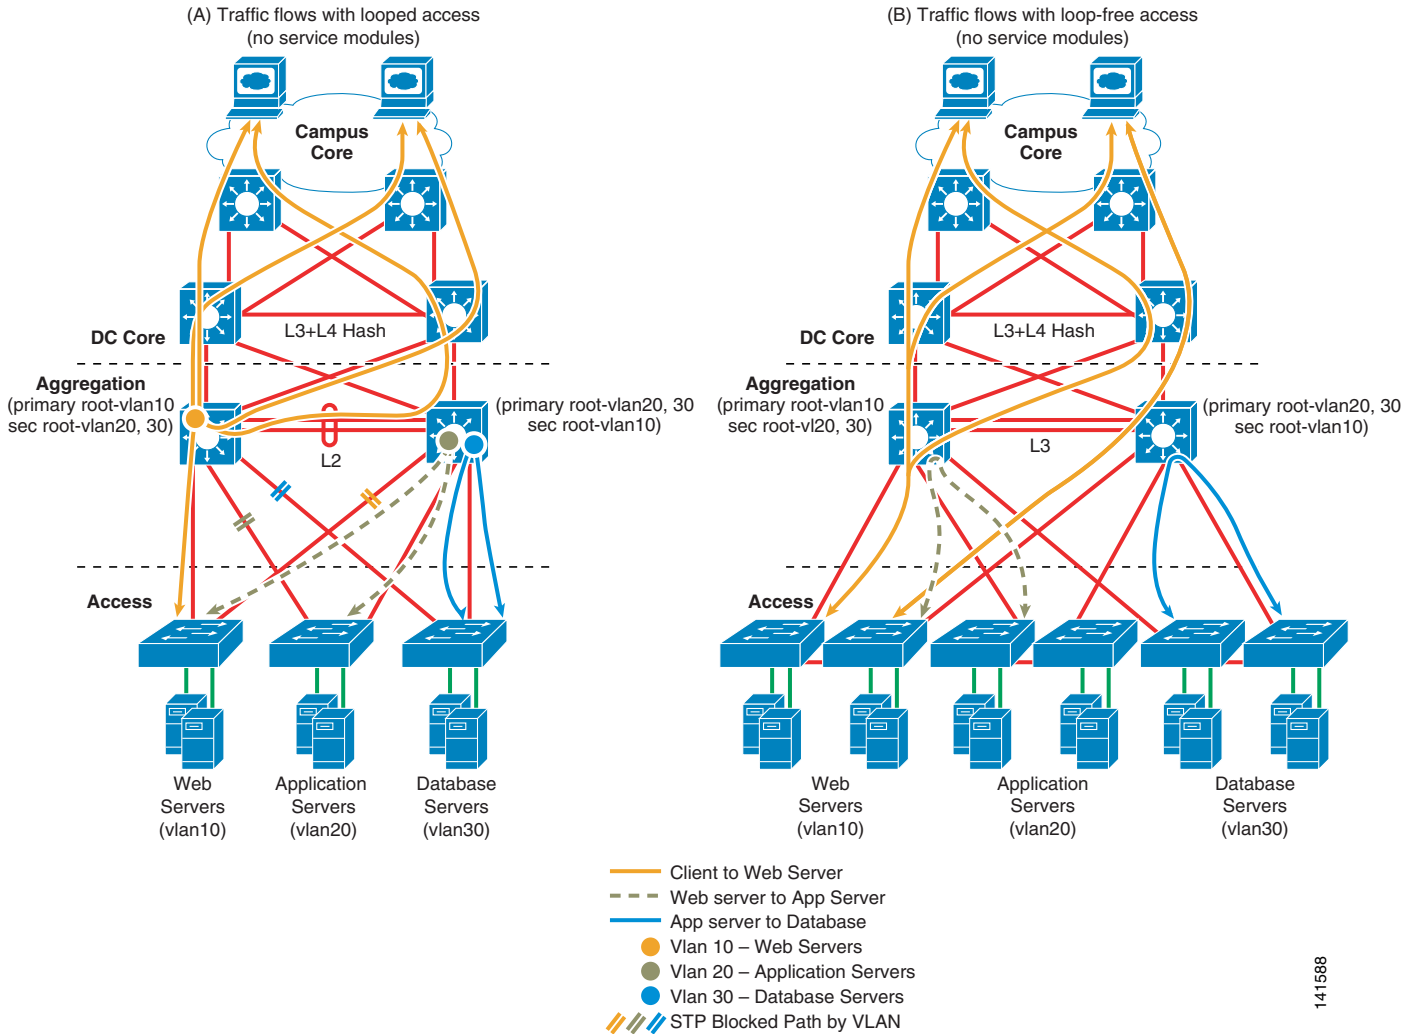 (A) Traffic flows with looped access
(no service modules)
Campus
Core
L3+L4 Hash
DC Core
Aggregation
(primary root-vlan10
sec root-vlan20, 30)
(primary root-vlan20, 30
sec root-vlan10)
L2
Access
Web
Servers
(vlan10)
Application
Servers
(vlan20)
Database
Servers
(vlan30)
(B) Traffic flows with loop-free access
(no service modules)
Campus
Core
L3+L4 Hash
DC Core
Aggregation
(primary root-vlan10
sec root-vl20, 30)
(primary root-vlan20, 30
sec root-vlan10)
L3
Access
Web
Servers
(vlan10)
Application
Servers
(vlan20)
Database
Servers
(vlan30)
Client to Web Server
Web server to App Server
App server to Database
Vlan 10 – Web Servers
Vlan 20 – Application Servers
Vlan 30 – Database Servers
STP Blocked Path by VLAN
141588